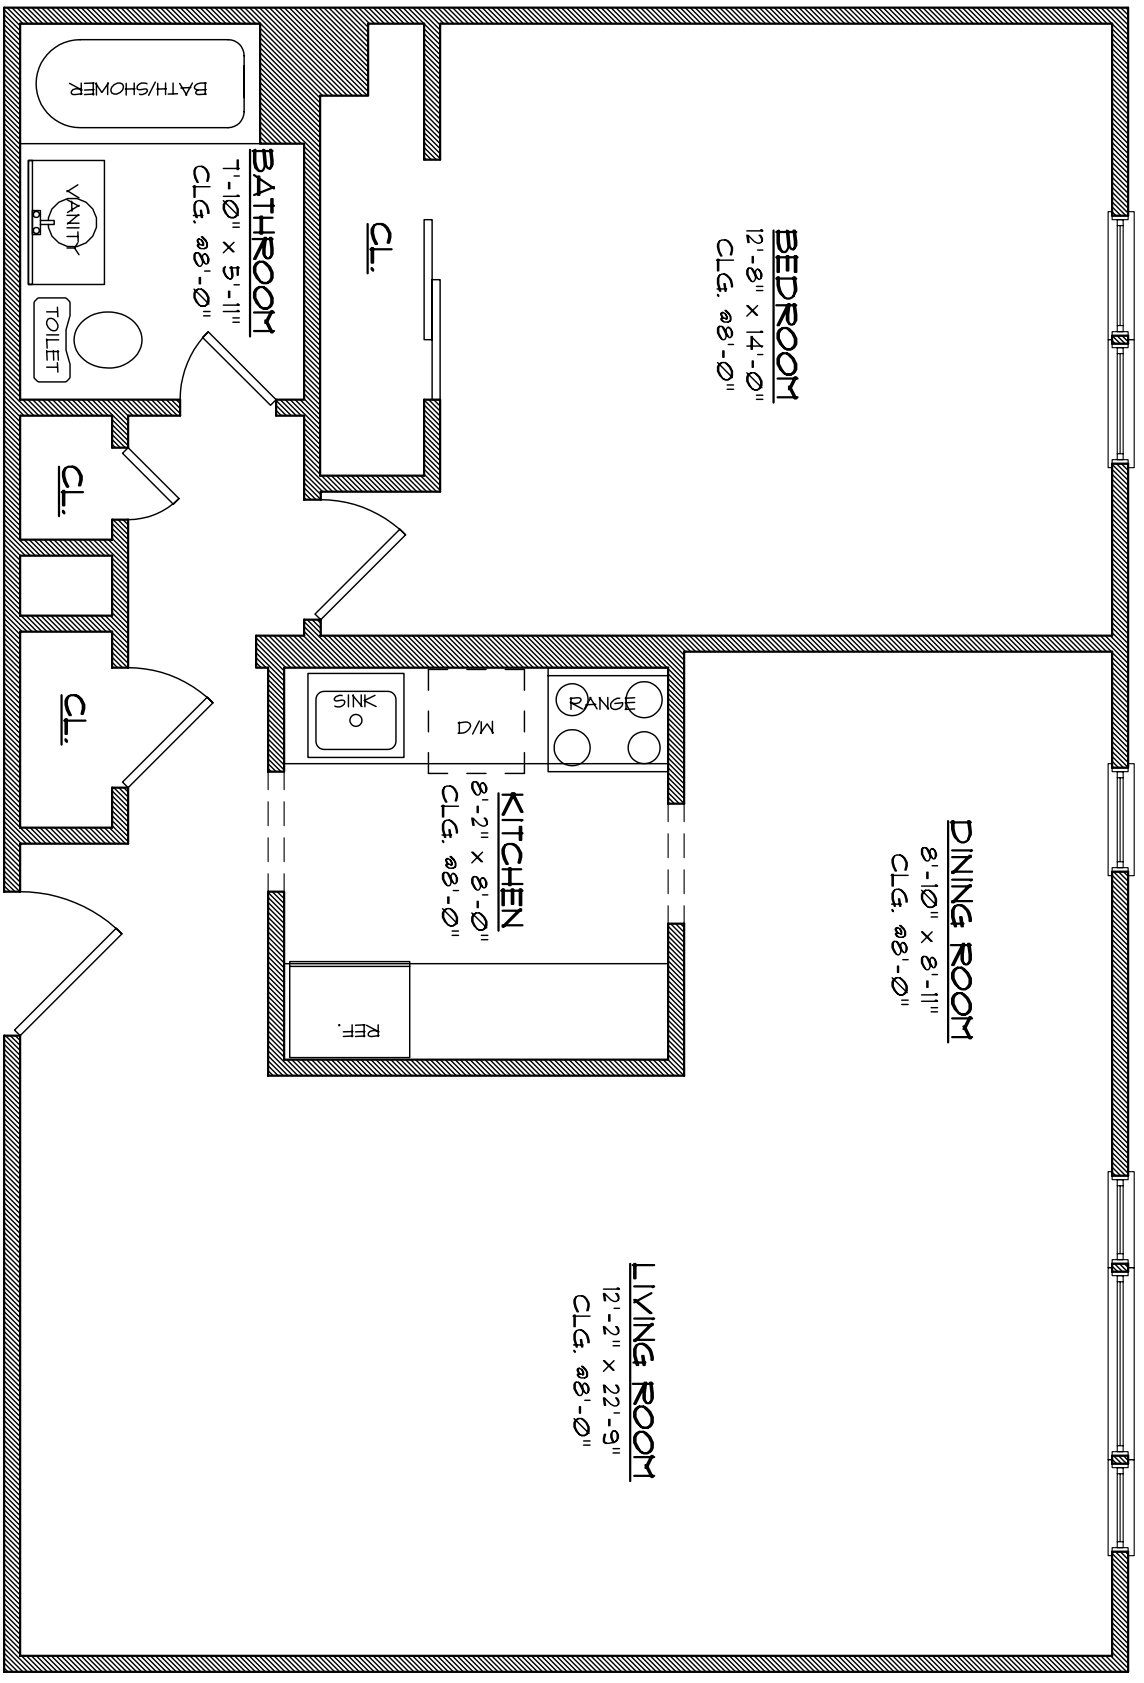 BATH/SHOWER
VANITY
TOILET
BATHROOM
7'-10" x 5'-11"
CLG. @8'-0"
CL.
BEDROOM
12'-8" x 14'-0"
CLG. @8'-0"
CL.
CL.
SINK
D/W
RANGE
KITCHEN
8'-2" x 8'-0"
CLG. @8'-0"
REF.
DINING ROOM
8'-10" x 8'-11"
CLG. @8'-0"
LIVING ROOM
12'-2" x 22'-9"
CLG. @8'-0"